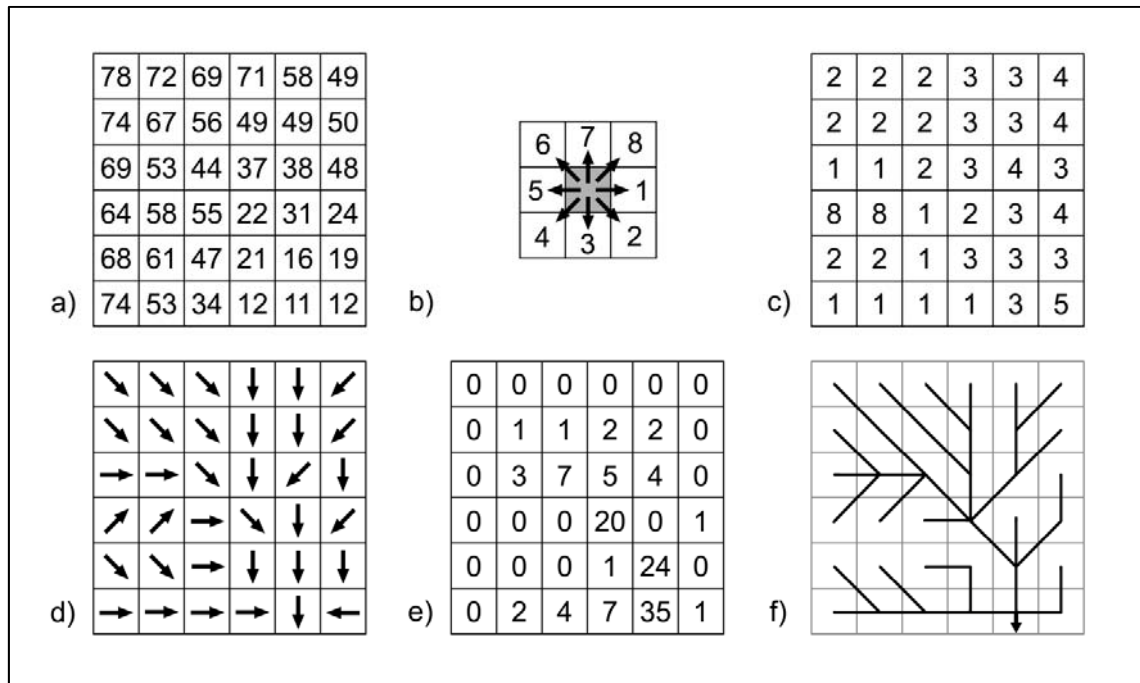 78 72 69 71 58 49
74 67 56 49 49 50
69 53 44 37 38 48
64 58 55 22 31 24
68 61 47 21 16 19
74 53 34 12 11 12
a)
6 7 8
5 1
4 3 2
b)
2 2 2 3 3 4
2 2 2 3 3 4
1 1 2 3 4 3
8 8 1 2 3 4
2 2 1 3 3 3
1 1 1 1 3 5
c)
d)
0 0 0 0 0 0
0 1 1 2 2 0
0 3 7 5 4 0
0 0 0 20 0 1
0 0 0 1 24 0
0 2 4 7 35 1
e)
f)